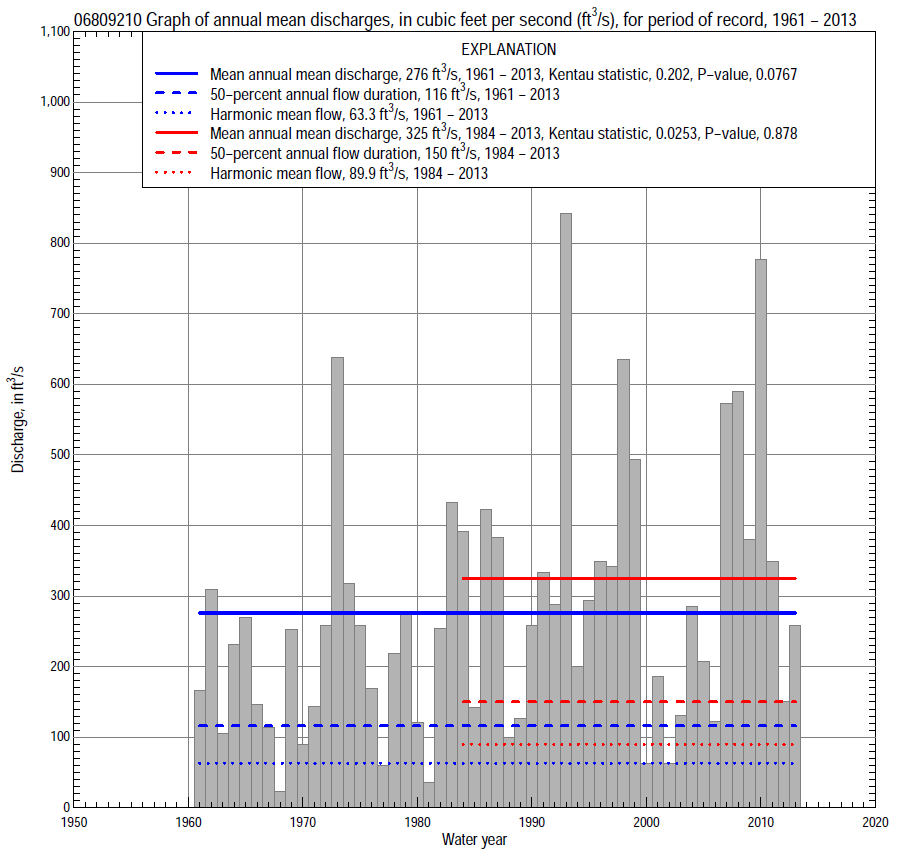 06809210 Graph of annual mean discharges, in cubic feet per second (ft³/s), for period of record, 1961 – 2013
EXPLANATION
Mean annual mean discharge, 276 ft³/s, 1961 – 2013, Kentau statistic, 0.202, P–value, 0.0767
50–percent annual flow duration, 116 ft³/s, 1961 – 2013
Harmonic mean flow, 63.3 ft³/s, 1961 – 2013
Mean annual mean discharge, 325 ft³/s, 1984 – 2013, Kentau statistic, 0.0253, P–value, 0.878
50–percent annual flow duration, 150 ft³/s, 1984 – 2013
Harmonic mean flow, 89.9 ft³/s, 1984 – 2013
1,100
1,000
900
800
700
600
500
400
300
200
100
0
Discharge, in ft³/s
1950 1960 1970 1980 1990 2000 2010 2020
Water year